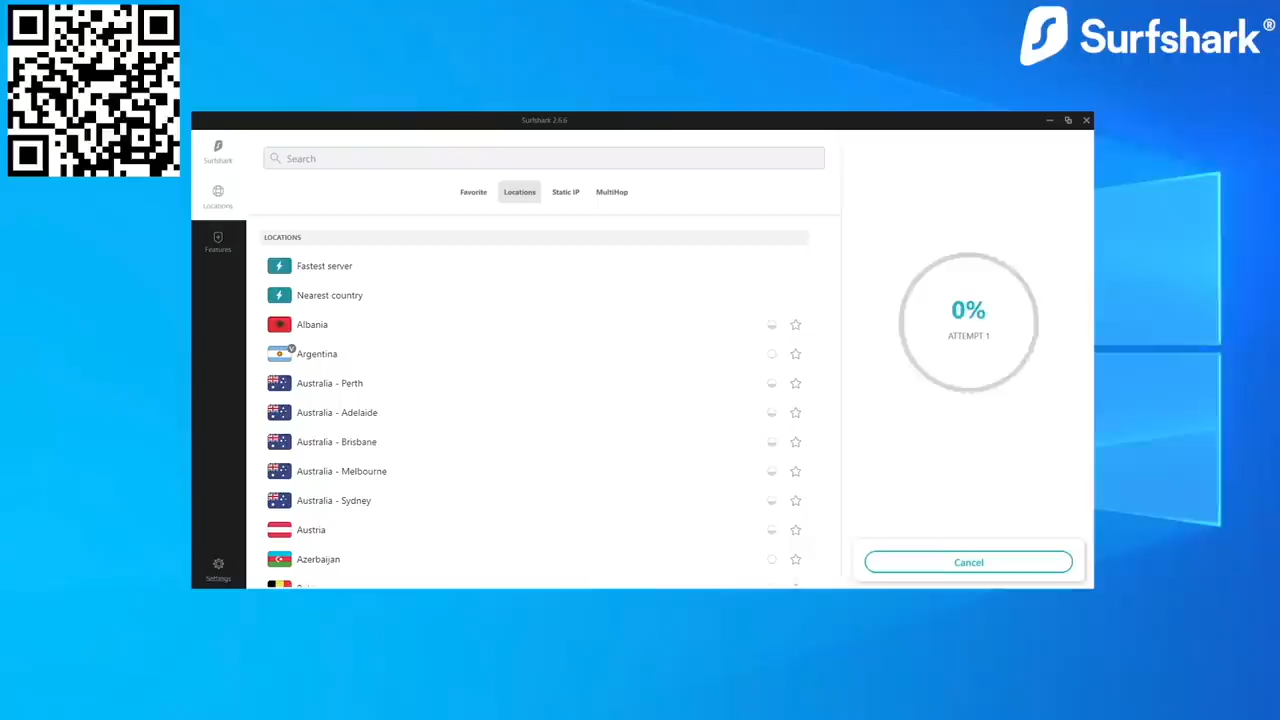 Surfshark®
Surfshark 2.6.6
Surfshark
Search
Locations
Favorite
Locations
Static IP
MultiHop
LOCATIONS
Features
Fastest server
Nearest country
Albania
V
Argentina
Australia - Perth
Australia - Adelaide
Australia - Brisbane
Australia - Melbourne
Australia - Sydney
Austria
Azerbaijan
0%
ATTEMPT 1
Cancel
Settings